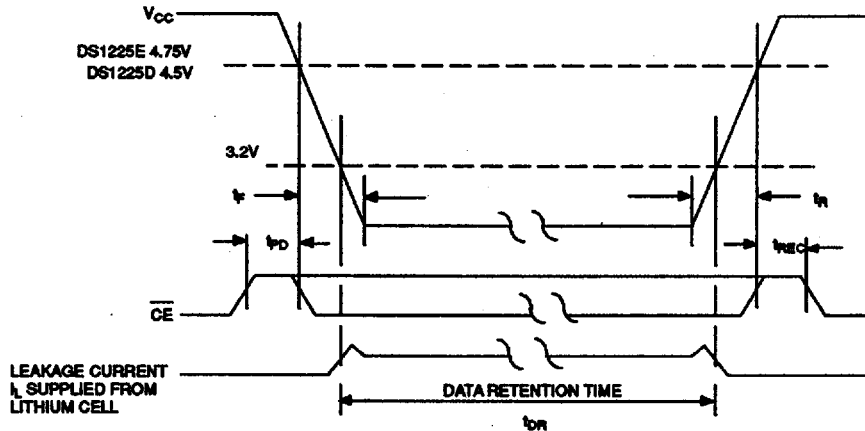 VCC
DS1225E 4.75V
DS1225D 4.5V
3.2V
tF
tR
tPD
tREC
CE
LEAKAGE CURRENT
IL SUPPLIED FROM
LITHIUM CELL
DATA RETENTION TIME
tDR